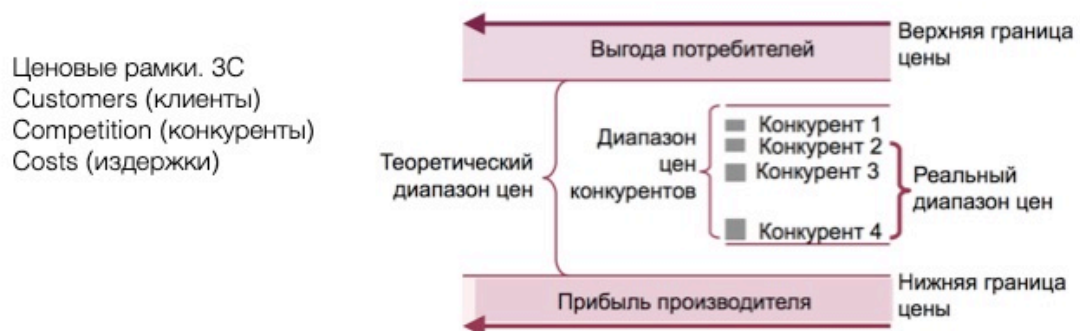 Ценовые рамки. 3C
Customers (клиенты)
Competition (конкуренты)
Costs (издержки)
Выгода потребителей
Верхняя граница
цены
Теоретический
диапазон цен
Диапазон
цен
конкурентов
Конкурент 1
Конкурент 2
Конкурент 3
Конкурент 4
Реальный
диапазон цен
Прибыль производителя
Нижняя граница
цены